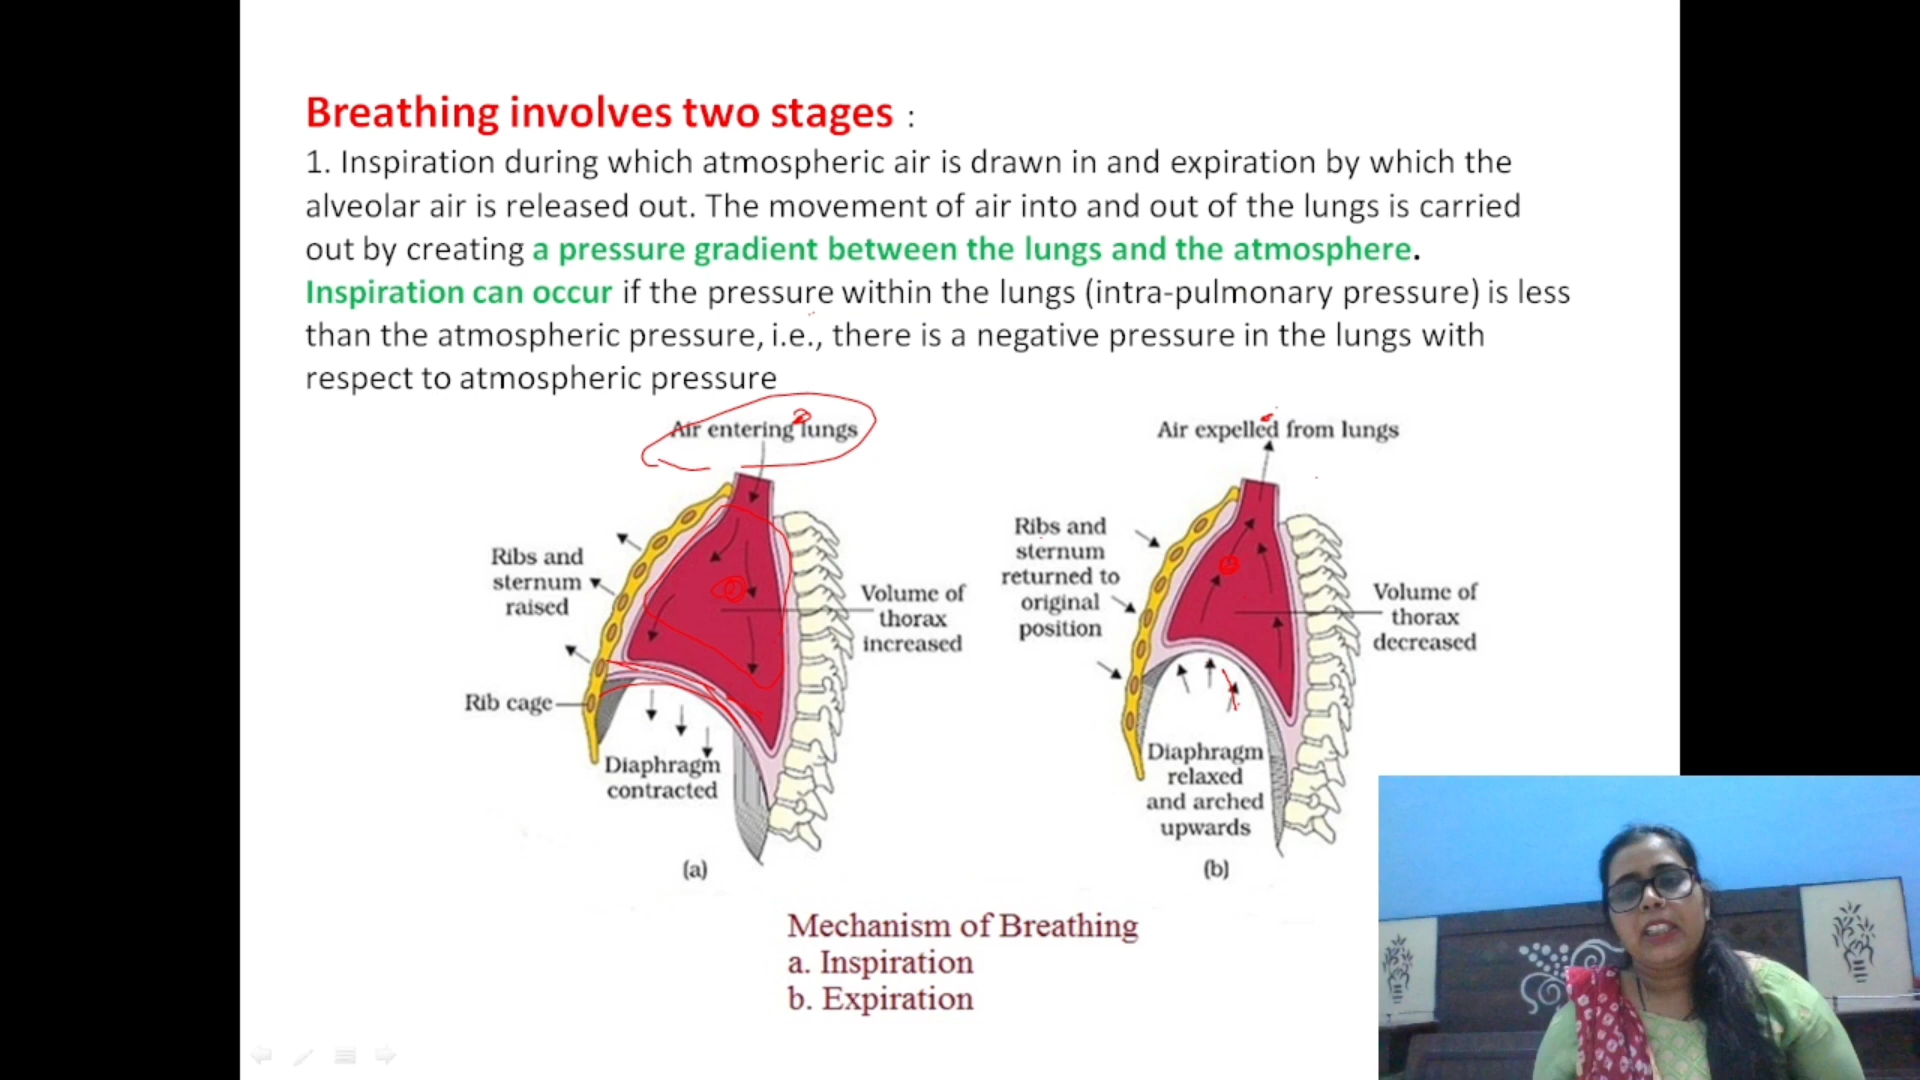 Breathing involves two stages :
1. Inspiration during which atmospheric air is drawn in and expiration by which the
alveolar air is released out. The movement of air into and out of the lungs is carried
out by creating a pressure gradient between the lungs and the atmosphere.
Inspiration can occur if the pressure within the lungs (intra-pulmonary pressure) is less
than the atmospheric pressure, i.e., there is a negative pressure in the lungs with
respect to atmospheric pressure
Air entering lungs
Ribs and
sternum
raised
Volume of
thorax
increased
Rib cage
Diaphragm
contracted
(a)
Air expelled from lungs
Ribs and
sternum
returned to
original
position
Volume of
thorax
decreased
Diaphragm
relaxed
and arched
upwards
(b)
Mechanism of Breathing
a. Inspiration
b. Expiration